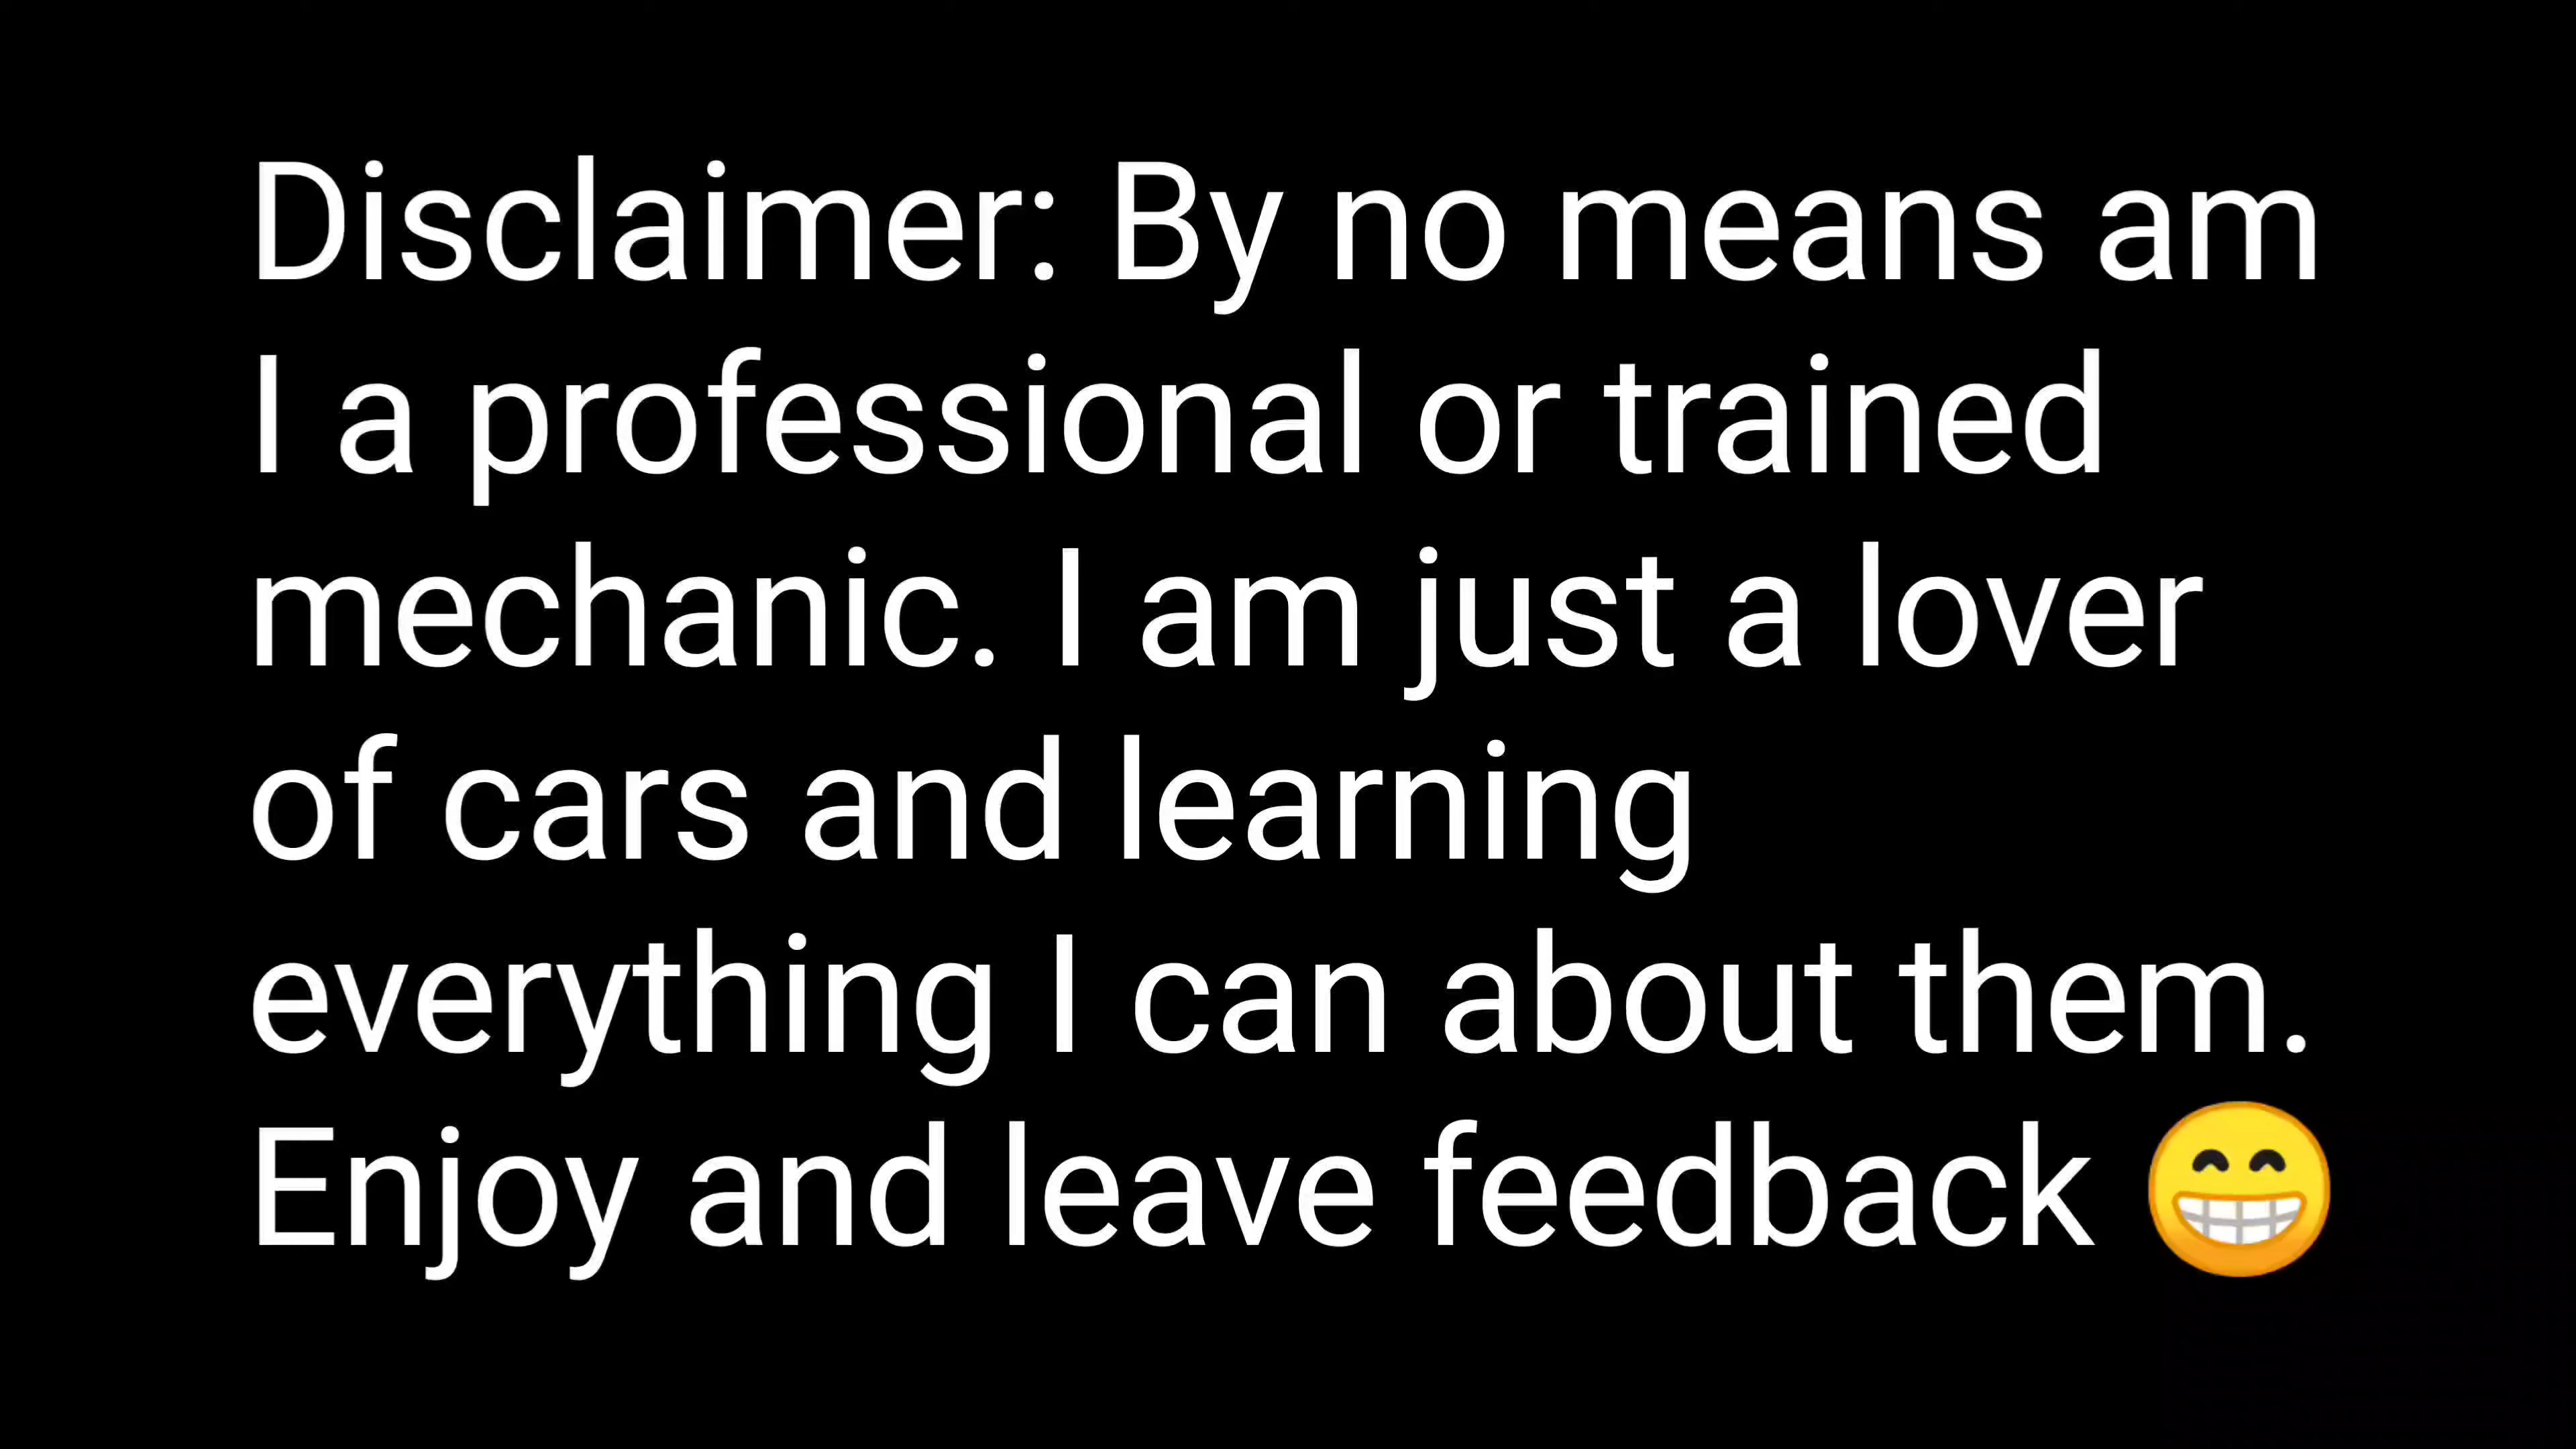 Disclaimer: By no means am
I a professional or trained
mechanic. I am just a lover
of cars and learning
everything I can about them.
Enjoy and leave feedback 😁